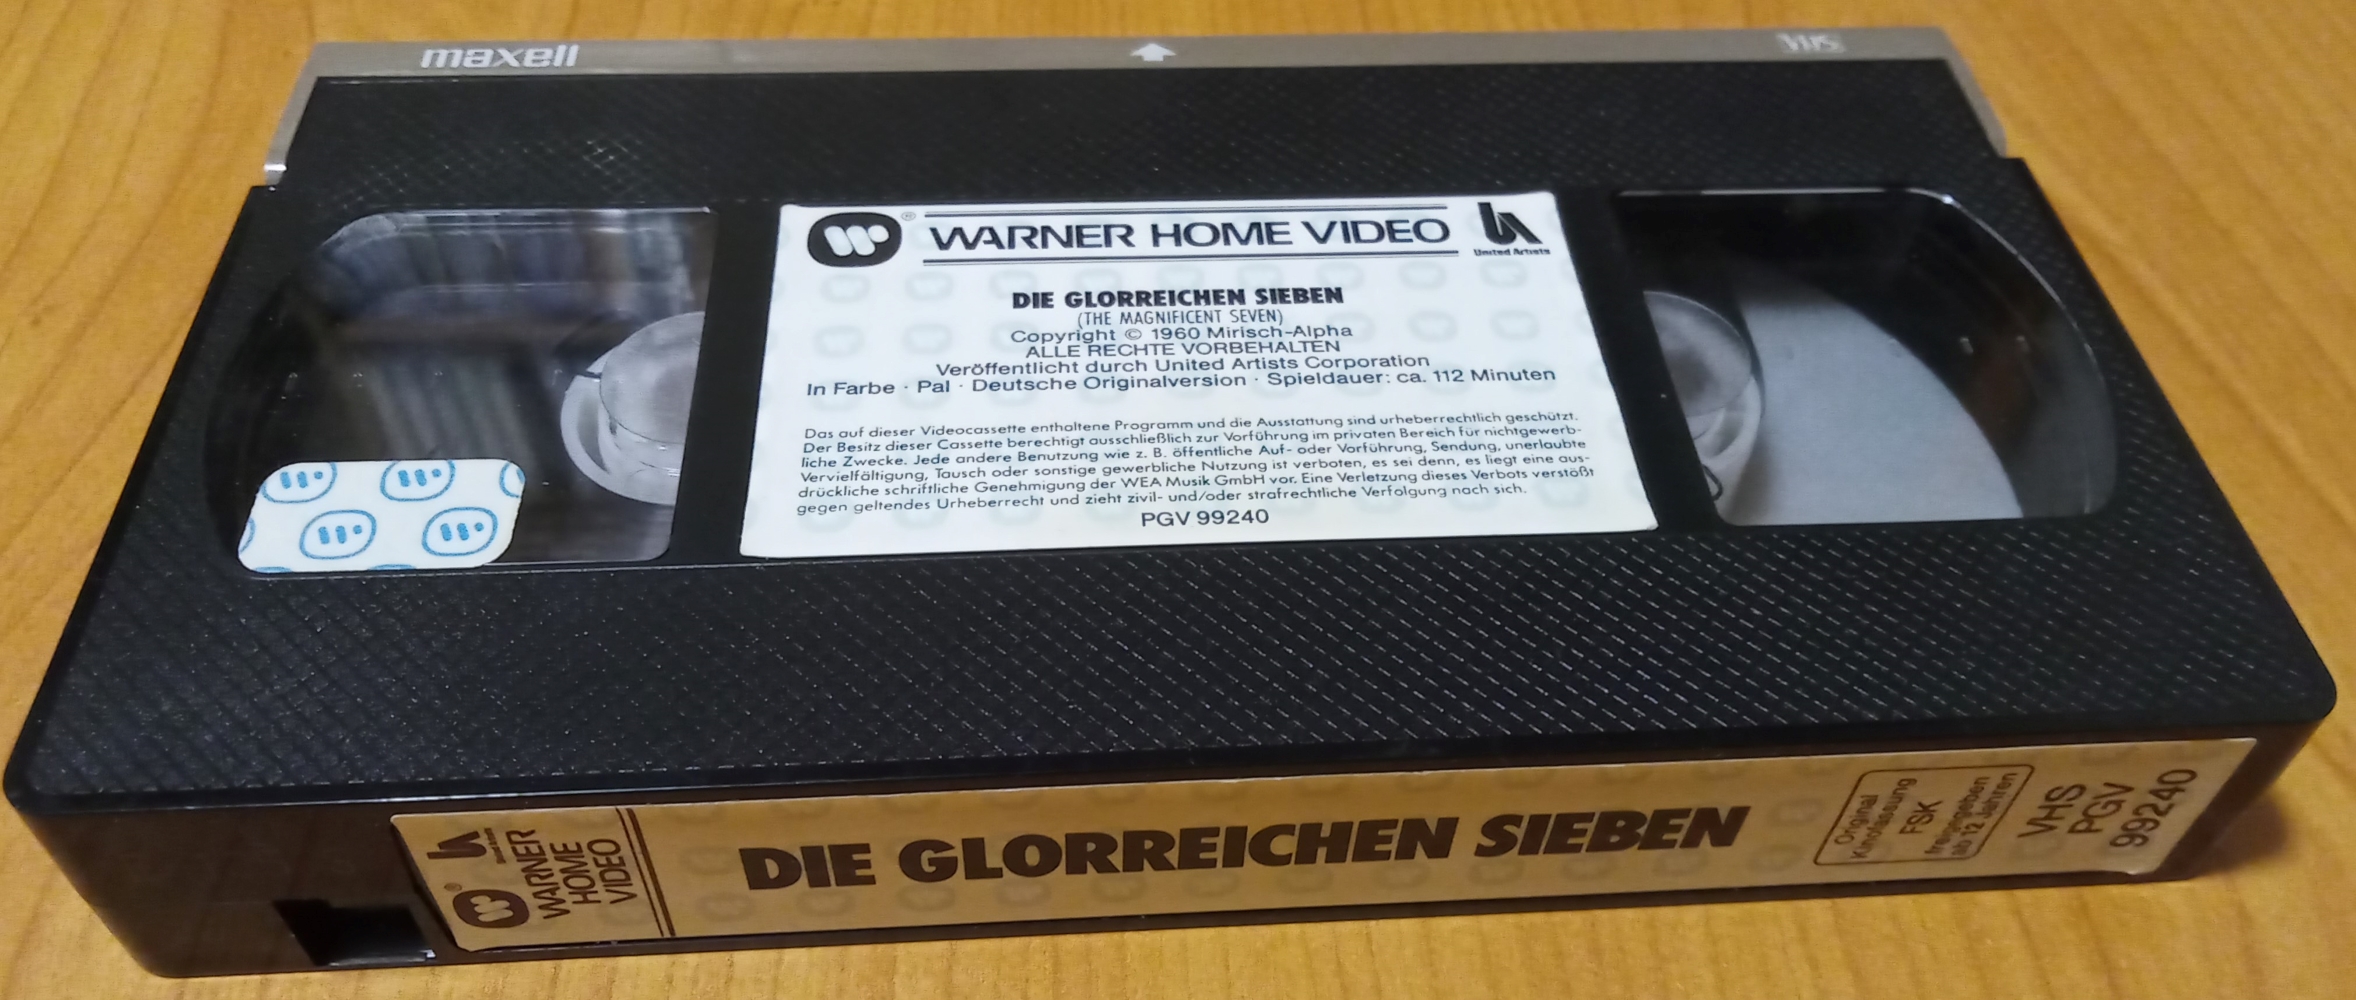 maxell
VHS
WARNER HOME VIDEO
United Artists
DIE GLORREICHEN SIEBEN
(THE MAGNIFICENT SEVEN)
Copyright © 1960 Mirisch-Alpha
ALLE RECHTE VORBEHALTEN
Veröffentlicht durch United Artists Corporation
In Farbe · Pal · Deutsche Originalversion · Spieldauer: ca. 112 Minuten
Das auf dieser Videocassette enthaltene Programm und die Ausstattung sind urheberrechtlich geschützt.
Der Besitz dieser Cassette berechtigt ausschließlich zur Vorführung im privaten Bereich für nichtgewerb-
liche Zwecke. Jede andere Benutzung wie z. B. öffentliche Auf- oder Vorführung, Sendung, unerlaubte
Vervielfältigung, Tausch oder sonstige gewerbliche Nutzung ist verboten, es sei denn, es liegt eine aus-
drückliche schriftliche Genehmigung der WEA Musik GmbH vor. Eine Verletzung dieses Verbots verstößt
gegen geltendes Urheberrecht und zieht zivil- und/oder strafrechtliche Verfolgung nach sich.
PGV 99240
United Artists
WARNER
HOME
VIDEO
DIE GLORREICHEN SIEBEN
Original
Kinofassung
FSK
freigegeben
ab 12 Jahren
VHS
PGV
99240